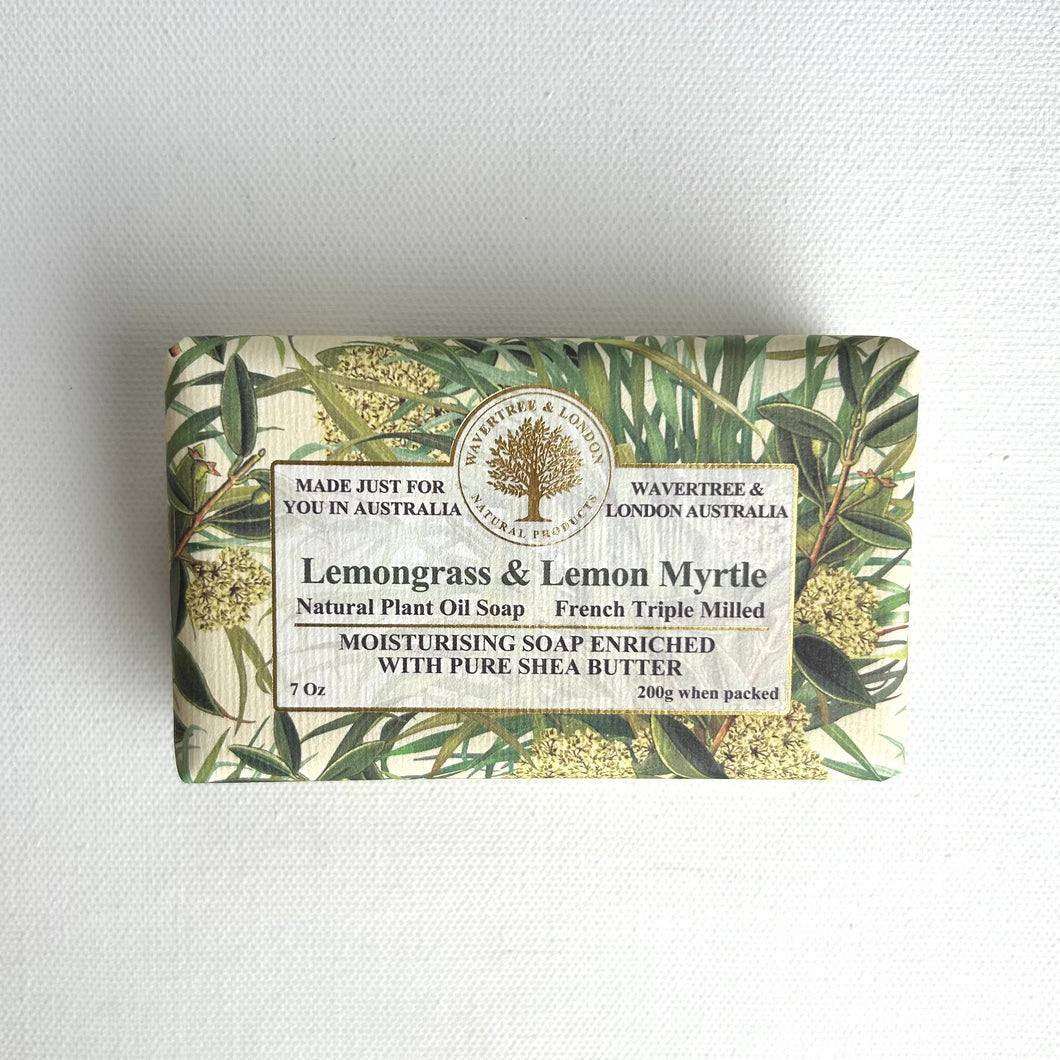 WAVERTREE & LONDON
NATURAL PRODUCTS
MADE JUST FOR
YOU IN AUSTRALIA
WAVERTREE &
LONDON AUSTRALIA
Lemongrass & Lemon Myrtle
Natural Plant Oil Soap French Triple Milled
MOISTURISING SOAP ENRICHED
WITH PURE SHEA BUTTER
7 Oz 200g when packed